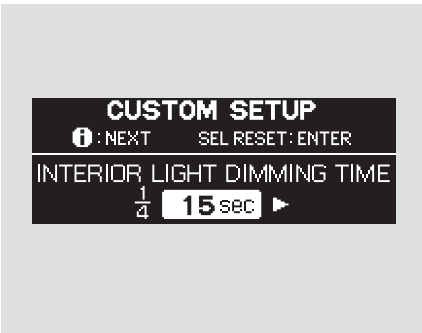 CUSTOM SETUP
i:NEXT SEL RESET:ENTER
INTERIOR LIGHT DIMMING TIME
1/4 15 sec ►